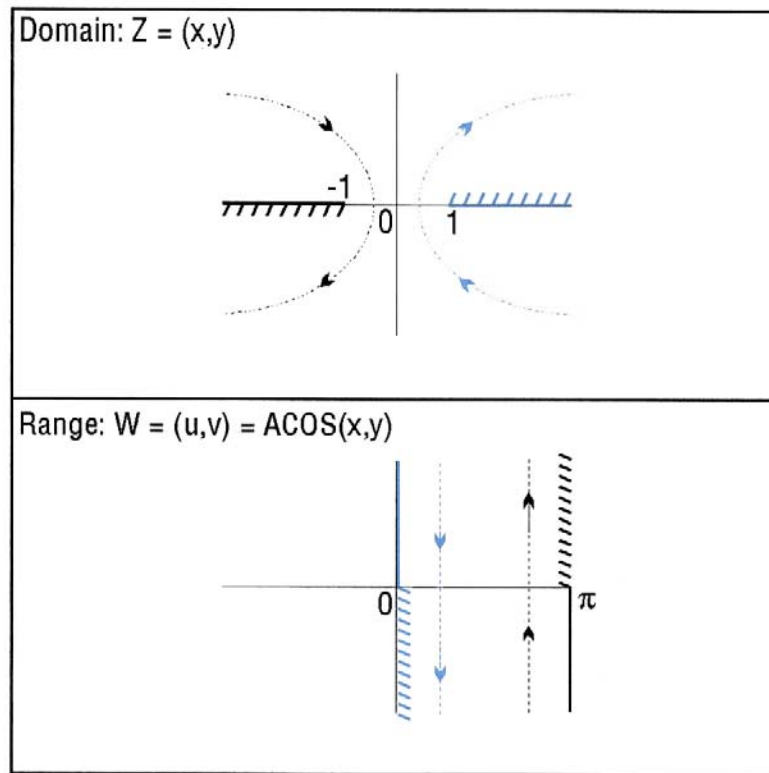 Domain: Z = (x,y)
-1
0
1
Range: W = (u,v) = ACOS(x,y)
0
π